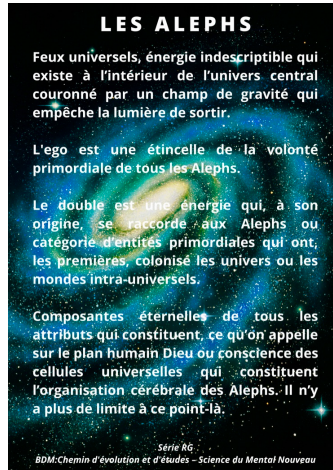 LES ALEPHS
Feux universels, énergie indescriptible qui
existe à l'intérieur de l'univers central
couronné par un champ de gravité qui
empêche la lumière de sortir.
L'ego est une étincelle de la volonté
primordiale de tous les Alephs.
Le double est une énergie qui, à son
origine, se raccorde aux Alephs ou
catégorie d'entités primordiales qui ont,
les premières, colonisé les univers ou les
mondes intra-universels.
Composantes éternelles de tous les
attributs qui constituent, ce qu'on appelle
sur le plan humain Dieu ou conscience des
cellules universelles qui constituent
l'organisation cérébrale des Alephs. Il n'y
a plus de limite à ce point-là.
Série RG
BDM:Chemin d'évolution et d'études – Science du Mental Nouveau